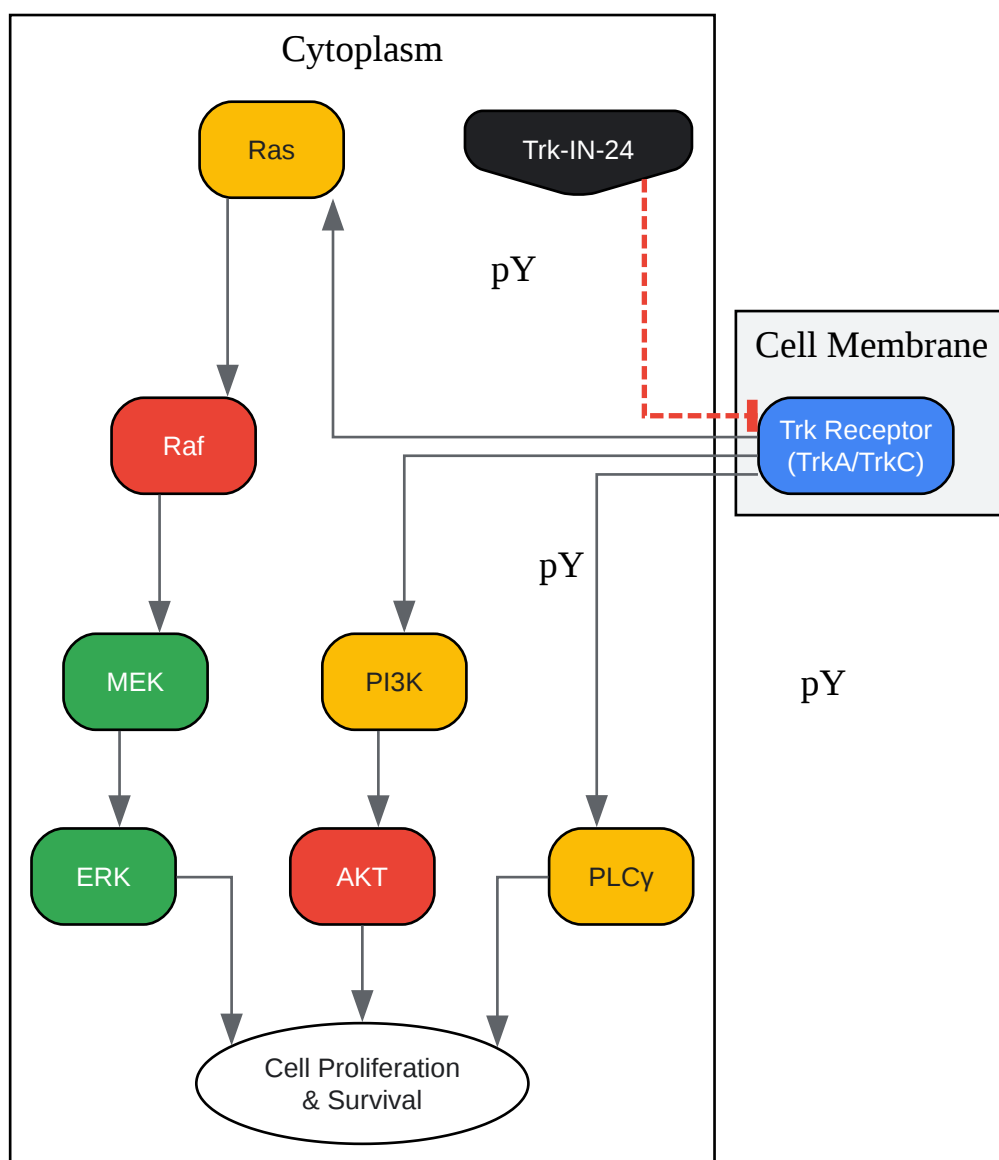 Cytoplasm
Ras
Trk-IN-24
pY
Cell Membrane
Trk Receptor
(TrkA/TrkC)
Raf
pY
MEK
PI3K
pY
ERK
AKT
PLCγ
Cell Proliferation
& Survival